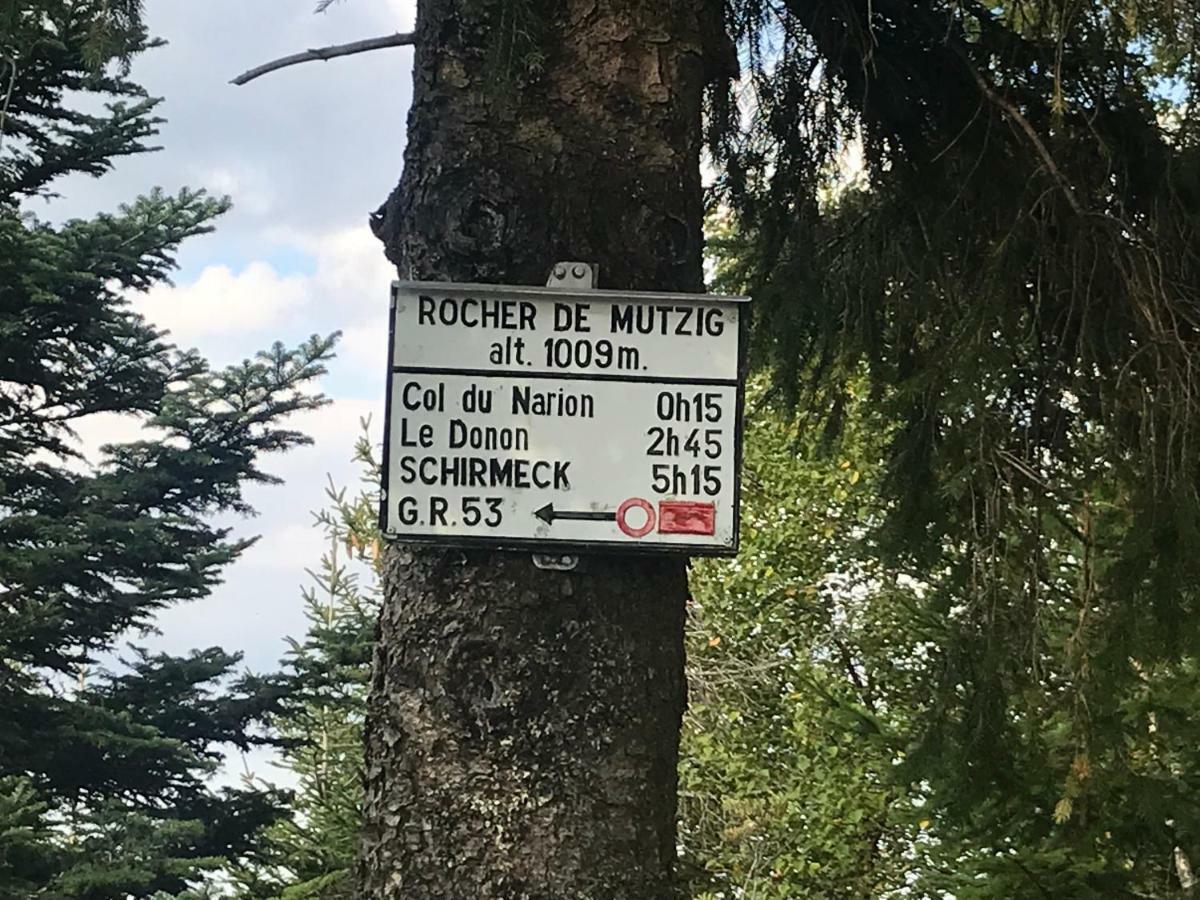 ROCHER DE MUTZIG
alt. 1009m.
Col du Narion 0h15
Le Donon 2h45
SCHIRMECK 5h15
G.R.53